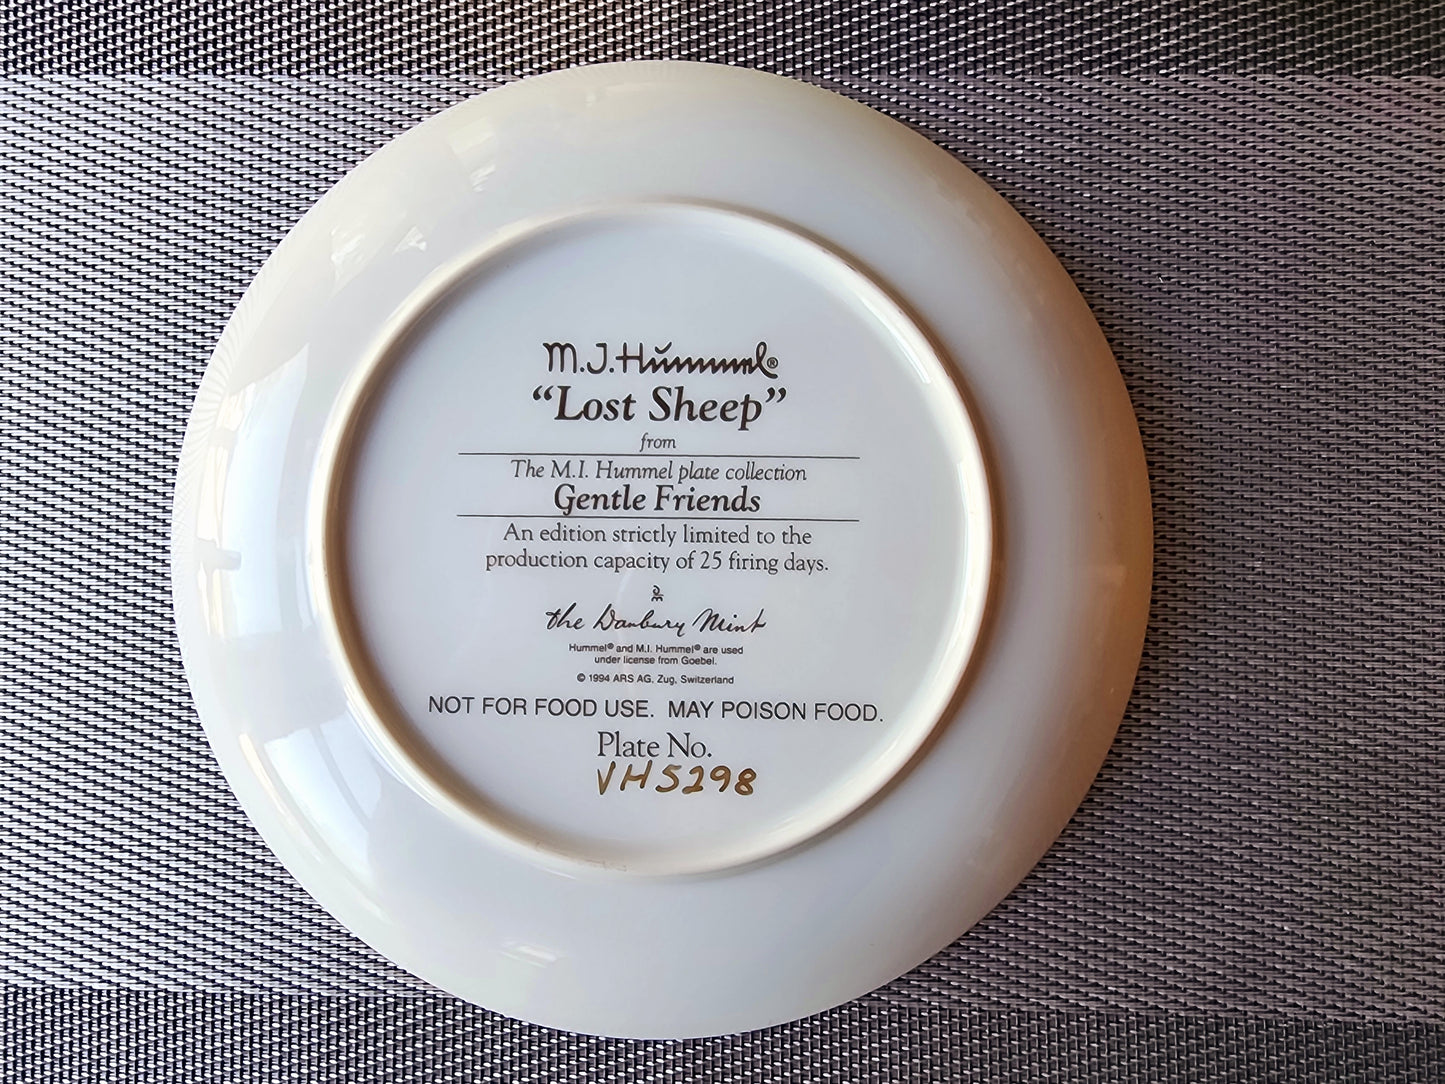 M.J. Hummel®
“Lost Sheep”
from
The M.I. Hummel plate collection
Gentle Friends
An edition strictly limited to the
production capacity of 25 firing days.
the Danbury Mint
Hummel® and M.I. Hummel® are used
under license from Goebel.
© 1994 ARS AG, Zug, Switzerland
NOT FOR FOOD USE. MAY POISON FOOD.
Plate No.
VH5298